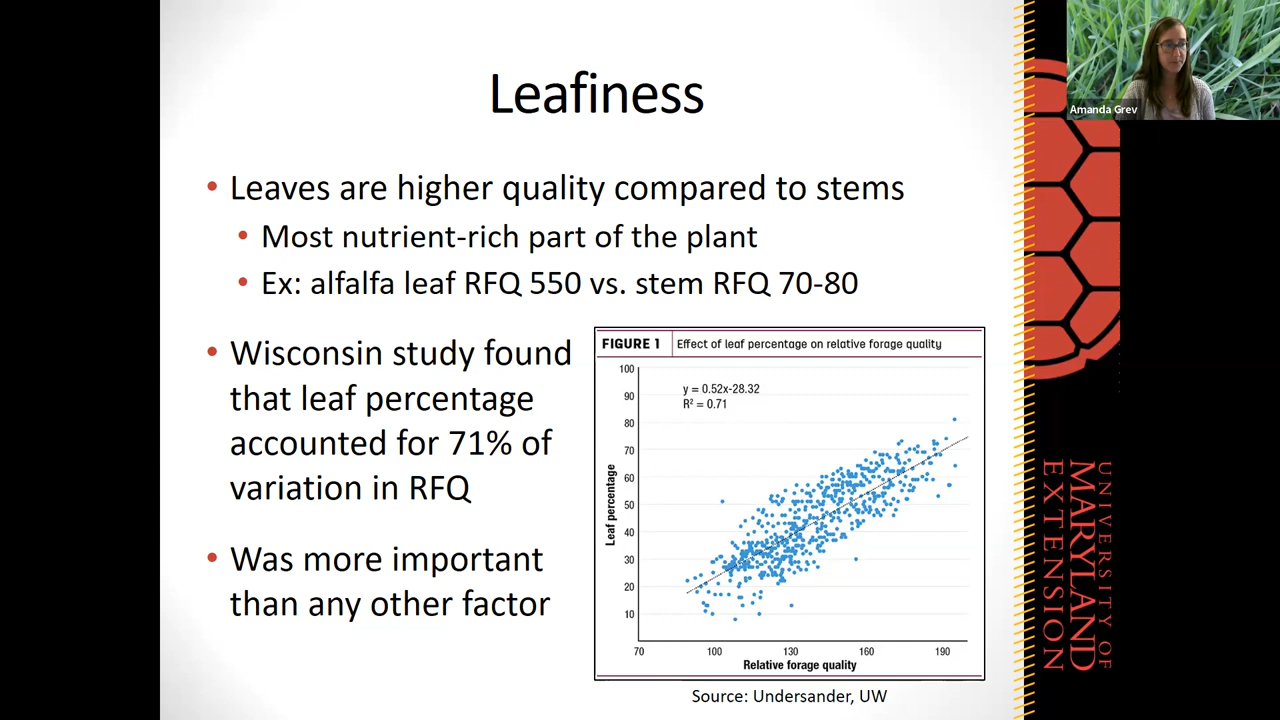 Leafiness
Amanda Grev
• Leaves are higher quality compared to stems
• Most nutrient-rich part of the plant
• Ex: alfalfa leaf RFQ 550 vs. stem RFQ 70-80
• Wisconsin study found
that leaf percentage
accounted for 71% of
variation in RFQ
• Was more important
than any other factor
FIGURE 1 Effect of leaf percentage on relative forage quality
y = 0.52x-28.32
R² = 0.71
Leaf percentage
100
90
80
70
60
50
40
30
20
10
70 100 130 160 190
Relative forage quality
Source: Undersander, UW
UNIVERSITY OF
MARYLAND
EXTENSION